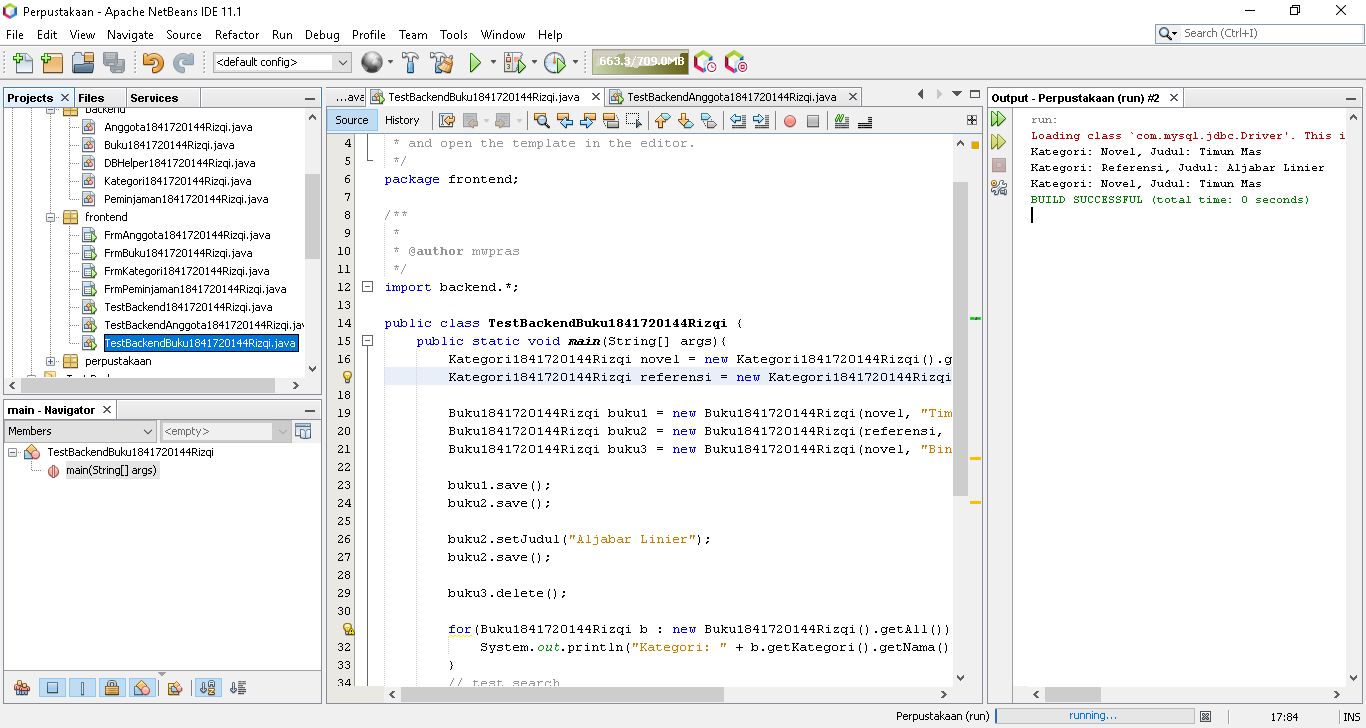 Perpustakaan - Apache NetBeans IDE 11.1
File Edit View Navigate Source Refactor Run Debug Profile Team Tools Window Help
Search (Ctrl+I)
<default config>
663.3/709.0MB
Projects Files Services
backend
Anggota1841720144Rizqi.java
Buku1841720144Rizqi.java
DBHelper1841720144Rizqi.java
Kategori1841720144Rizqi.java
Peminjaman1841720144Rizqi.java
frontend
FrmAnggota1841720144Rizqi.java
FrmBuku1841720144Rizqi.java
FrmKategori1841720144Rizqi.java
FrmPeminjaman1841720144Rizqi.java
TestBackend1841720144Rizqi.java
TestBackendAnggota1841720144Rizqi.jav
TestBackendBuku1841720144Rizqi.java
perpustakaan
main - Navigator
Members <empty>
TestBackendBuku1841720144Rizqi
main(String[] args)
...ava TestBackendBuku1841720144Rizqi.java TestBackendAnggota1841720144Rizqi.java
Source History
4 * and open the template in the editor.
5 */
6 package frontend;
7
8 /**
9 *
10 * @author mwpras
11 */
12 import backend.*;
13
14 public class TestBackendBuku1841720144Rizqi {
15 public static void main(String[] args){
16 Kategori1841720144Rizqi novel = new Kategori1841720144Rizqi().g
Kategori1841720144Rizqi referensi = new Kategori1841720144Rizqi
18
19 Buku1841720144Rizqi buku1 = new Buku1841720144Rizqi(novel, "Tim
20 Buku1841720144Rizqi buku2 = new Buku1841720144Rizqi(referensi,
21 Buku1841720144Rizqi buku3 = new Buku1841720144Rizqi(novel, "Bin
22
23 buku1.save();
24 buku2.save();
25
26 buku2.setJudul("Aljabar Linier");
27 buku2.save();
28
29 buku3.delete();
30
for(Buku1841720144Rizqi b : new Buku1841720144Rizqi().getAll())
32 System.out.println("Kategori: " + b.getKategori().getNama()
33 }
34 // test search
Output - Perpustakaan (run) #2
run:
Loading class `com.mysql.jdbc.Driver'. This i
Kategori: Novel, Judul: Timun Mas
Kategori: Referensi, Judul: Aljabar Linier
Kategori: Novel, Judul: Timun Mas
BUILD SUCCESSFUL (total time: 0 seconds)
Perpustakaan (run) running... 17:84 INS